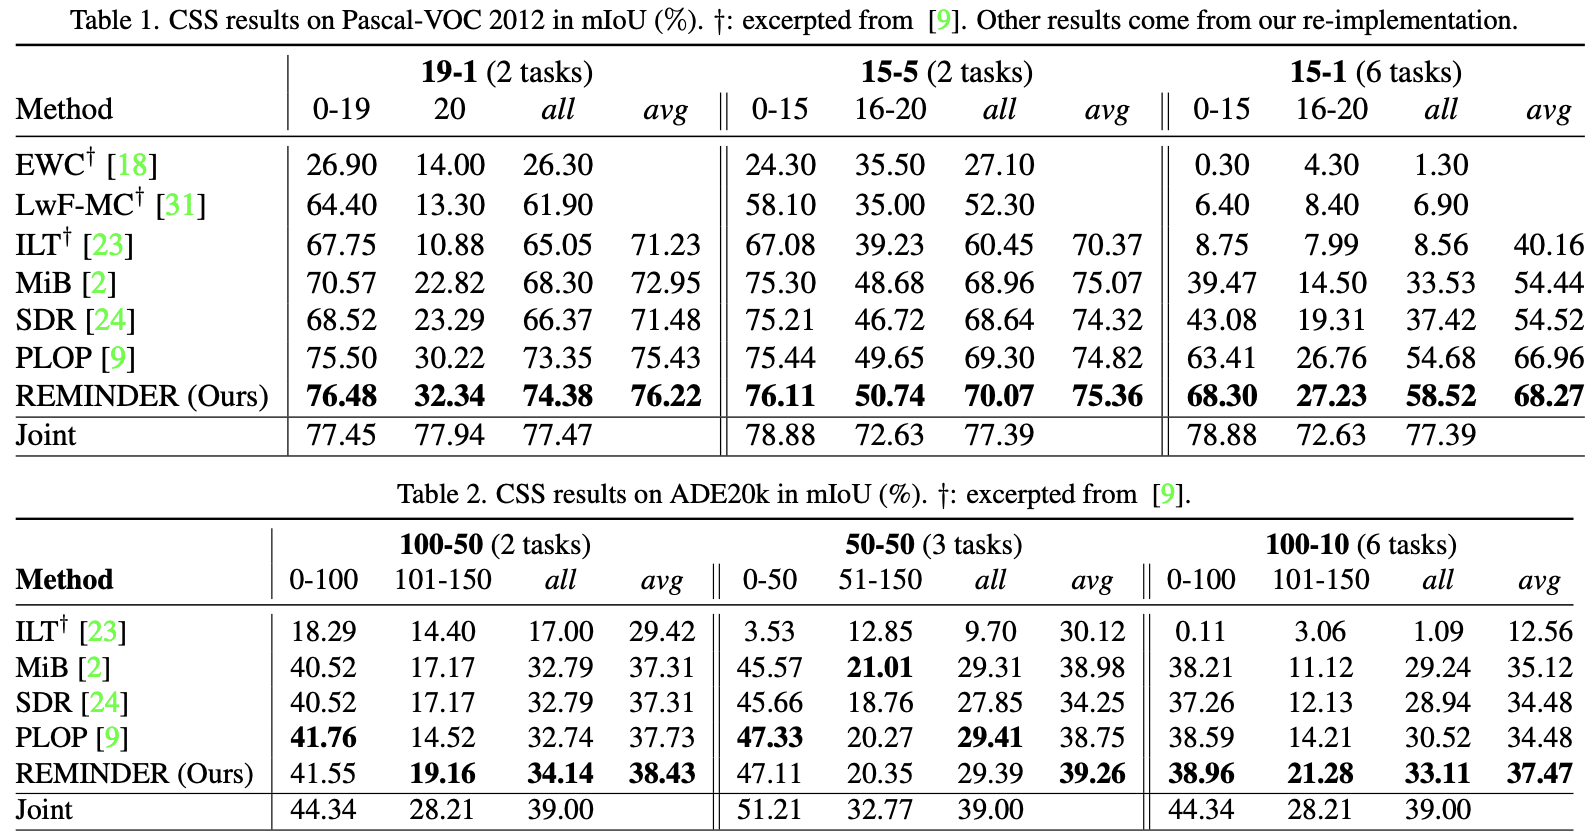 Table 1. CSS results on Pascal-VOC 2012 in mIoU (%). †: excerpted from [9]. Other results come from our re-implementation.
19-1 (2 tasks) 15-5 (2 tasks) 15-1 (6 tasks)
Method 0-19 20 all avg 0-15 16-20 all avg 0-15 16-20 all avg
EWC† [18] 26.90 14.00 26.30 24.30 35.50 27.10 0.30 4.30 1.30
LwF-MC† [31] 64.40 13.30 61.90 58.10 35.00 52.30 6.40 8.40 6.90
ILT† [23] 67.75 10.88 65.05 71.23 67.08 39.23 60.45 70.37 8.75 7.99 8.56 40.16
MiB [2] 70.57 22.82 68.30 72.95 75.30 48.68 68.96 75.07 39.47 14.50 33.53 54.44
SDR [24] 68.52 23.29 66.37 71.48 75.21 46.72 68.64 74.32 43.08 19.31 37.42 54.52
PLOP [9] 75.50 30.22 73.35 75.43 75.44 49.65 69.30 74.82 63.41 26.76 54.68 66.96
REMINDER (Ours) 76.48 32.34 74.38 76.22 76.11 50.74 70.07 75.36 68.30 27.23 58.52 68.27
Joint 77.45 77.94 77.47 78.88 72.63 77.39 78.88 72.63 77.39
Table 2. CSS results on ADE20k in mIoU (%). †: excerpted from [9].
100-50 (2 tasks) 50-50 (3 tasks) 100-10 (6 tasks)
Method 0-100 101-150 all avg 0-50 51-150 all avg 0-100 101-150 all avg
ILT† [23] 18.29 14.40 17.00 29.42 3.53 12.85 9.70 30.12 0.11 3.06 1.09 12.56
MiB [2] 40.52 17.17 32.79 37.31 45.57 21.01 29.31 38.98 38.21 11.12 29.24 35.12
SDR [24] 40.52 17.17 32.79 37.31 45.66 18.76 27.85 34.25 37.26 12.13 28.94 34.48
PLOP [9] 41.76 14.52 32.74 37.73 47.33 20.27 29.41 38.75 38.59 14.21 30.52 34.48
REMINDER (Ours) 41.55 19.16 34.14 38.43 47.11 20.35 29.39 39.26 38.96 21.28 33.11 37.47
Joint 44.34 28.21 39.00 51.21 32.77 39.00 44.34 28.21 39.00